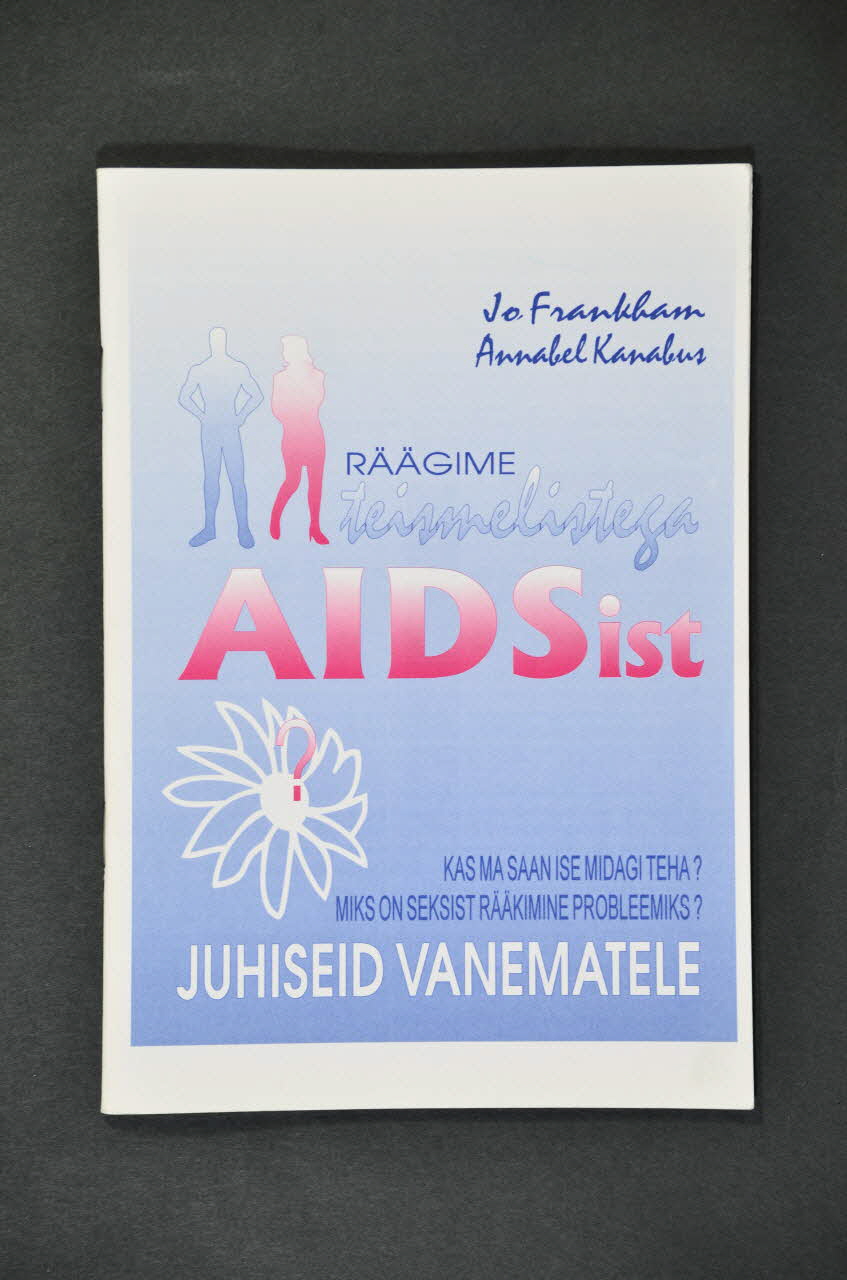 Jo Frankham
Annabel Kanabus
RÄÄGIME
teismelistega
AIDSist
?
KAS MA SAAN ISE MIDAGI TEHA?
MIKS ON SEKSIST RÄÄKIMINE PROBLEEMIKS?
JUHISEID VANEMATELE